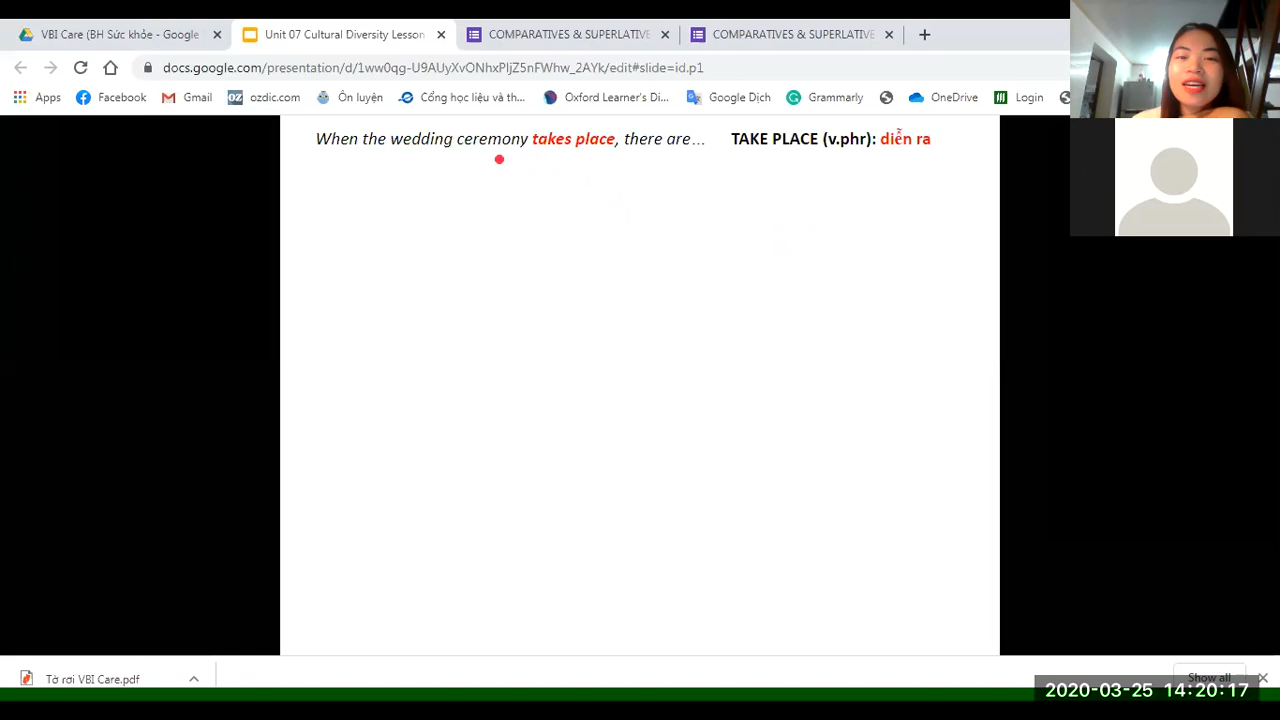 VBI Care (BH Sức khỏe - Google
Unit 07 Cultural Diversity Lesson
COMPARATIVES & SUPERLATIVE
COMPARATIVES & SUPERLATIVE
docs.google.com/presentation/d/1ww0qg-U9AUyXvONhxPljZ5nFWhw_2AYk/edit#slide=id.p1
Apps
Facebook
Gmail
OZ ozdic.com
Ôn luyện
Cổng học liệu và th...
Oxford Learner's Di...
Google Dịch
Grammarly
OneDrive
Login
When the wedding ceremony takes place, there are... TAKE PLACE (v.phr): diễn ra
Tờ rơi VBI Care.pdf
Show all
2020-03-25 14:20:17